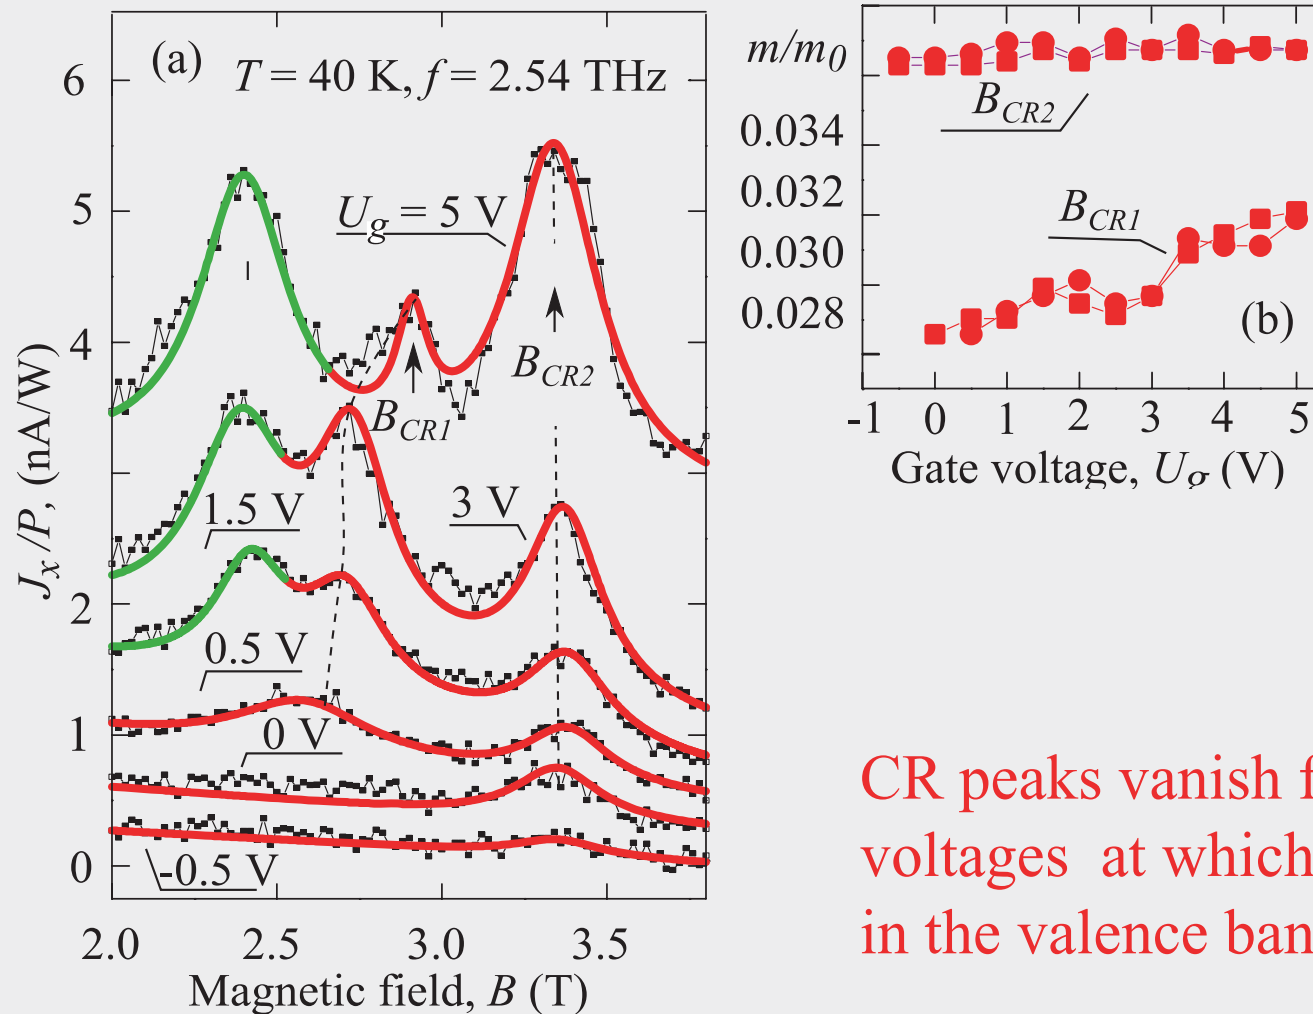 (a)
T = 40 K, f = 2.54 THz
6
5
4
3
2
1
0
J_x/P, (nA/W)
U_g = 5 V
B_CR1
B_CR2
3 V
1.5 V
0.5 V
0 V
-0.5 V
2.0 2.5 3.0 3.5
Magnetic field, B (T)
m/m_0
0.034
0.032
0.030
0.028
B_CR2
B_CR1
(b)
-1 0 1 2 3 4 5
Gate voltage, U_g (V)
CR peaks vanish f
voltages at which
in the valence ban